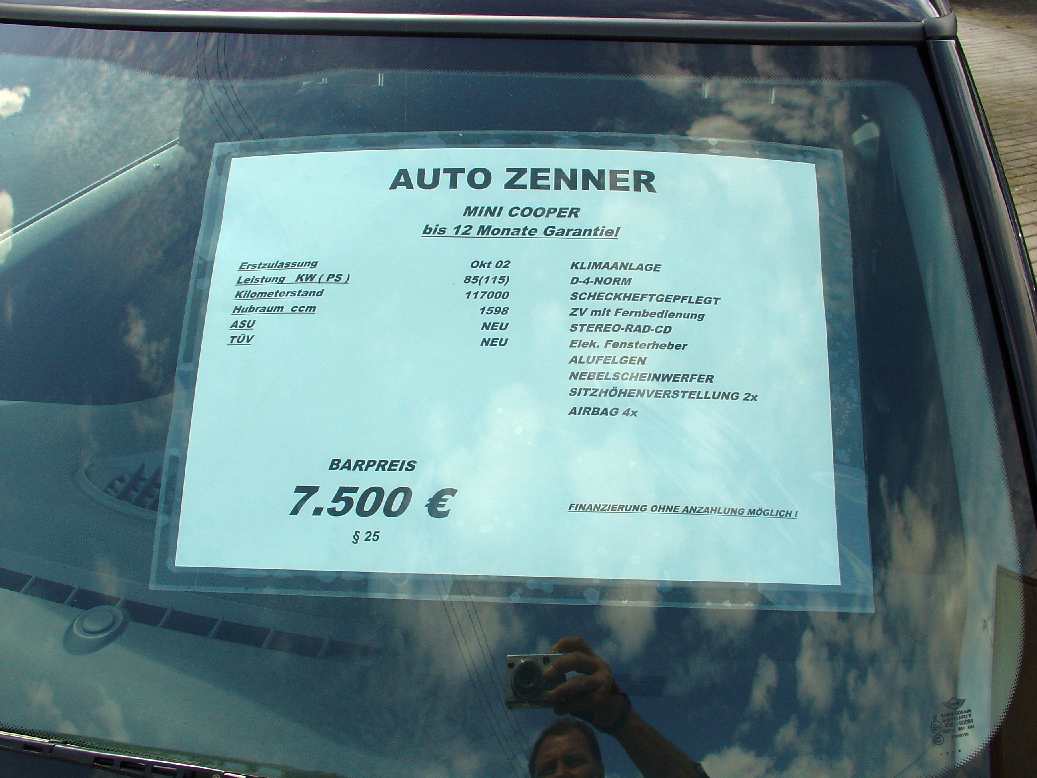 AUTO ZENNER
MINI COOPER
bis 12 Monate Garantie!
Erstzulassung Okt 02
Leistung KW ( PS ) 85(115)
Kilometerstand 117000
Hubraum ccm 1598
ASU NEU
TÜV NEU
KLIMAANLAGE
D-4-NORM
SCHECKHEFTGEPFLEGT
ZV mit Fernbedienung
STEREO-RAD-CD
Elek. Fensterheber
ALUFELGEN
NEBELSCHEINWERFER
SITZHÖHENVERSTELLUNG 2x
AIRBAG 4x
BARPREIS
7.500 €
§ 25
FINANZIERUNG OHNE ANZAHLUNG MÖGLICH !